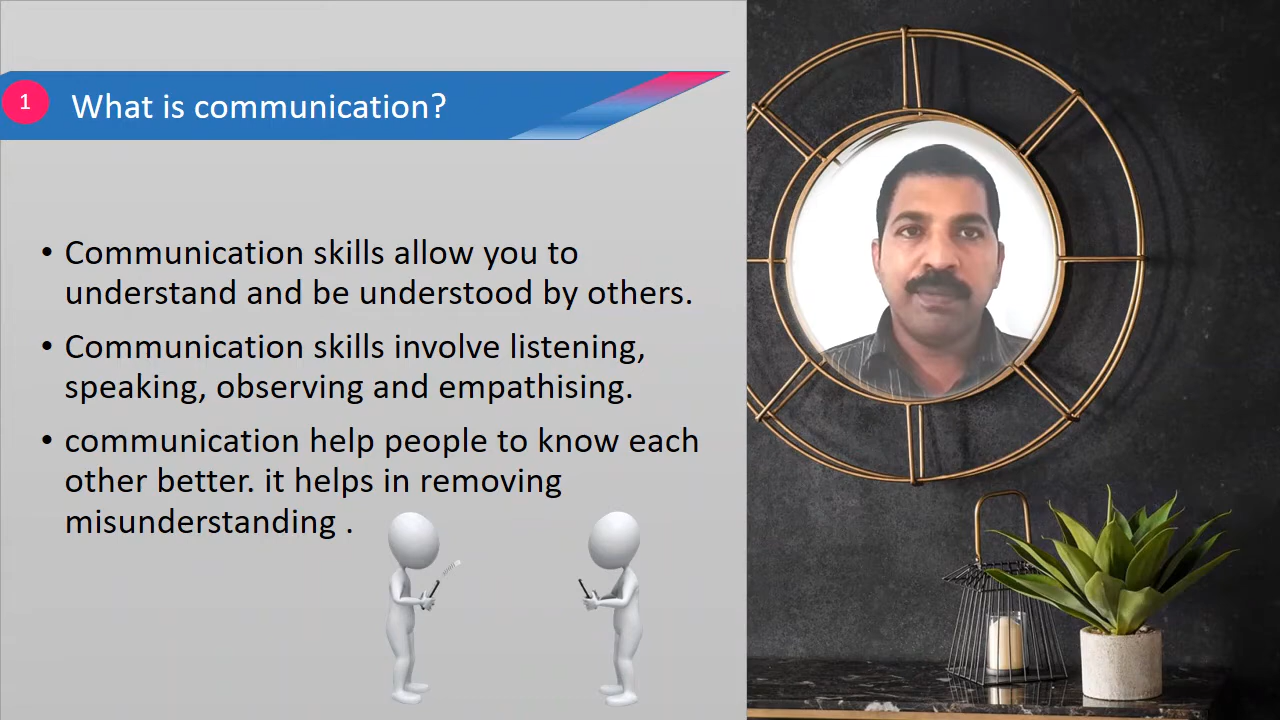 1
What is communication?
• Communication skills allow you to
understand and be understood by others.
• Communication skills involve listening,
speaking, observing and empathising.
• communication help people to know each
other better. it helps in removing
misunderstanding .